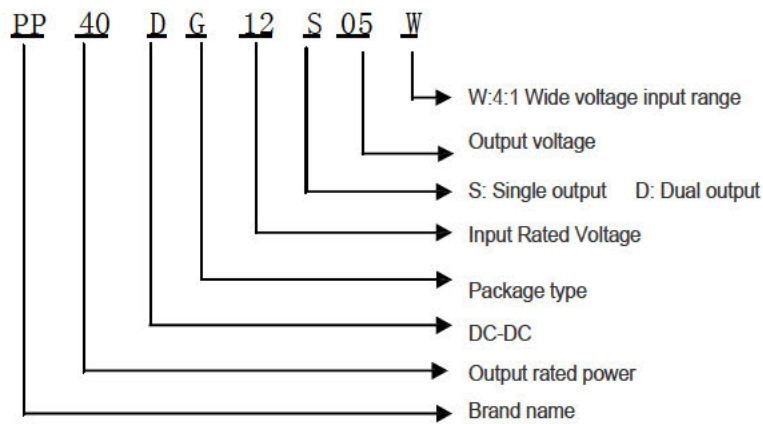 PP 40 D G 12 S 05 W
W:4:1 Wide voltage input range
Output voltage
S: Single output D: Dual output
Input Rated Voltage
Package type
DC-DC
Output rated power
Brand name